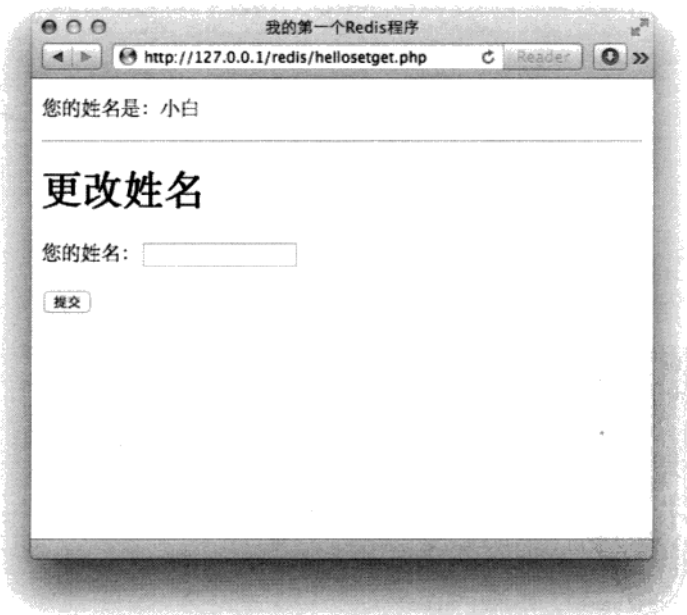 我的第一个Redis程序
http://127.0.0.1/redis/hellosetget.php
Reader
您的姓名是：小白
更改姓名
您的姓名：
提交